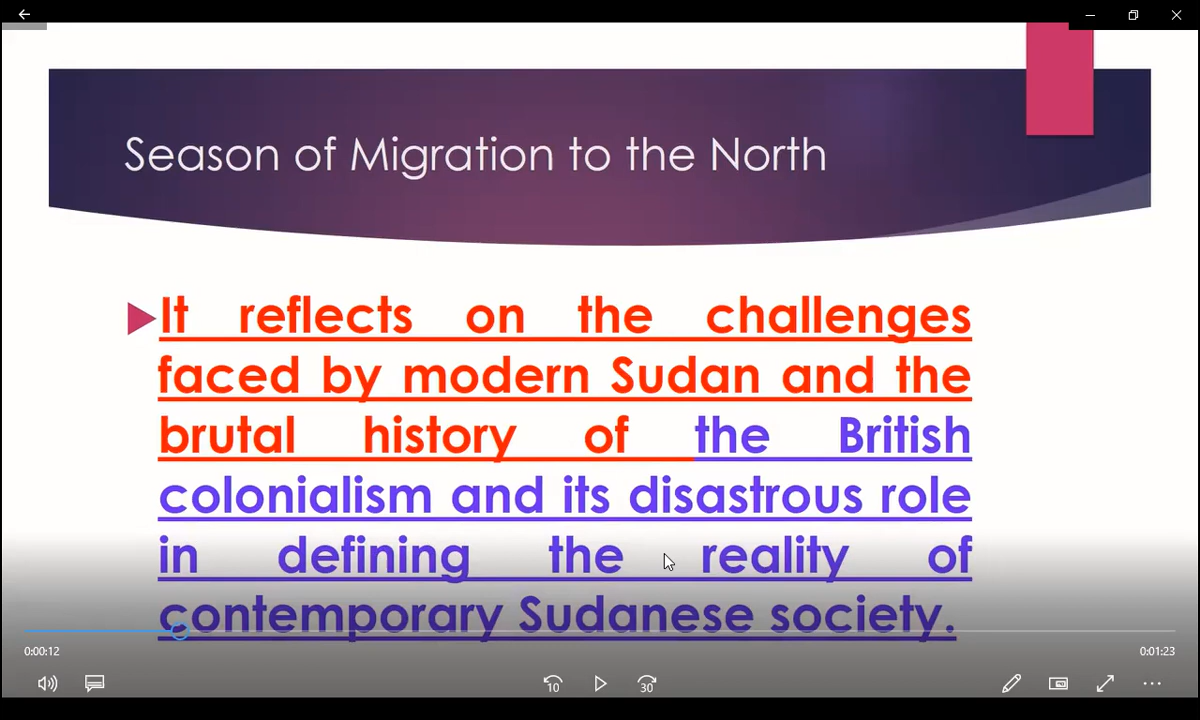 Season of Migration to the North
It reflects on the challenges
faced by modern Sudan and the
brutal history of the British
colonialism and its disastrous role
in defining the reality of
contemporary Sudanese society.
0:00:12
0:01:23
10
30